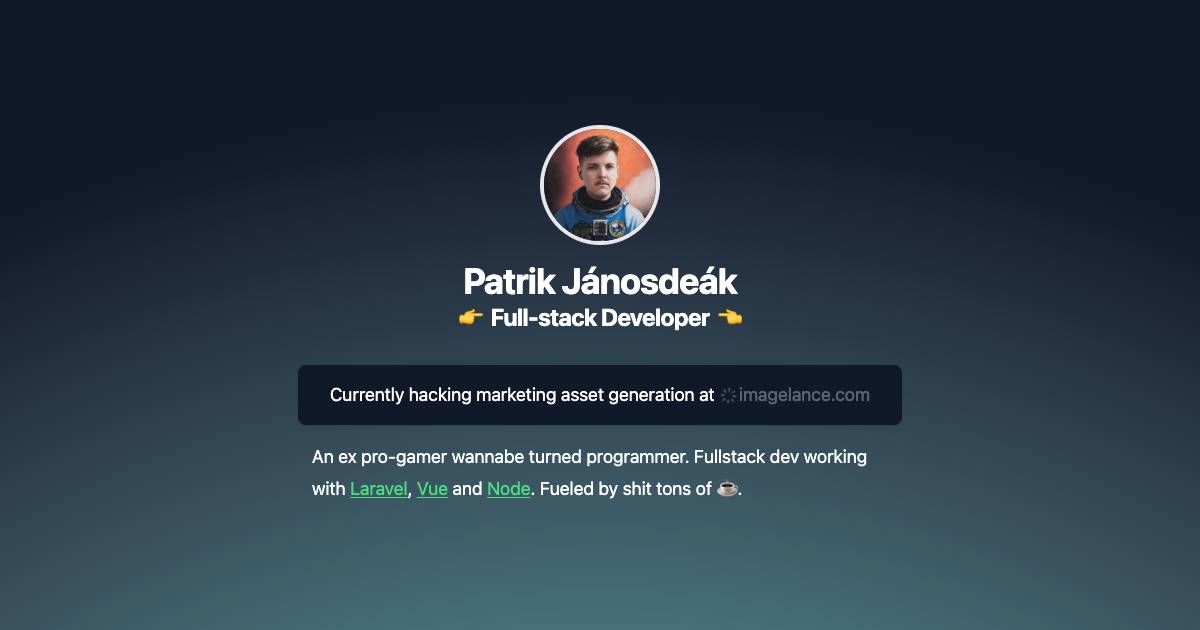 Patrik Jánosdeák
👉 Full-stack Developer 👈
Currently hacking marketing asset generation at imagelance.com
An ex pro-gamer wannabe turned programmer. Fullstack dev working
with Laravel, Vue and Node. Fueled by shit tons of ☕.